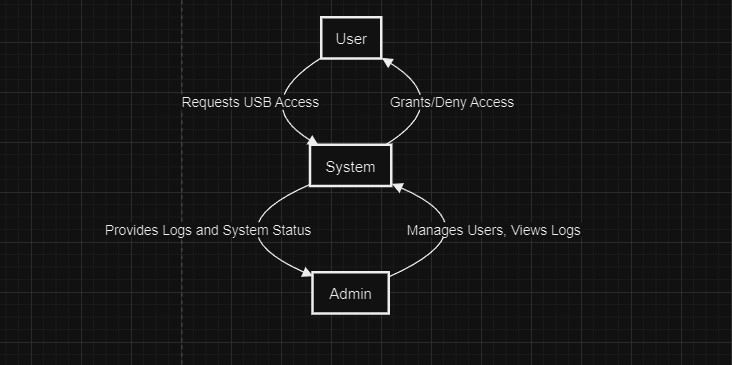 User
Requests USB Access
Grants/Deny Access
System
Provides Logs and System Status
Manages Users, Views Logs
Admin